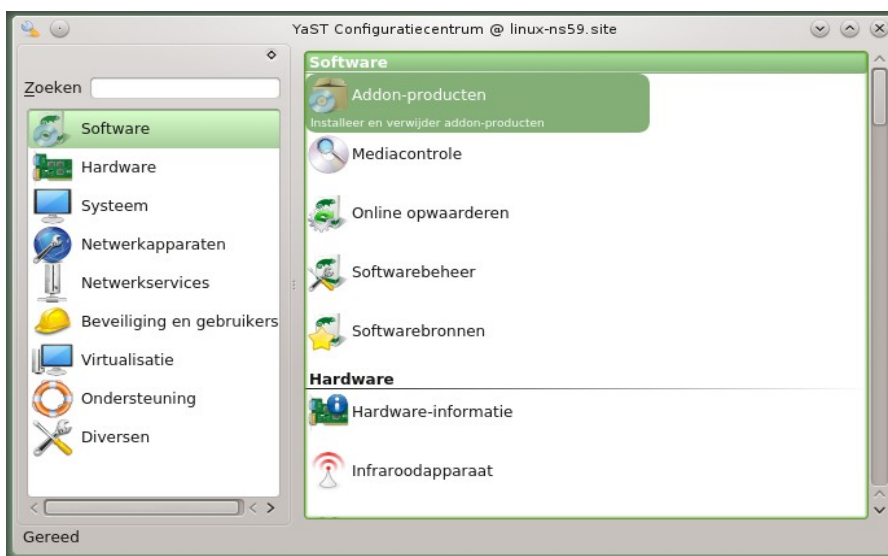 YaST Configuratiecentrum @ linux-ns59.site
Zoeken
Software
Hardware
Systeem
Netwerkapparaten
Netwerkservices
Beveiliging en gebruikers
Virtualisatie
Ondersteuning
Diversen
Software
Addon-producten
Installeer en verwijder addon-producten
Mediacontrole
Online opwaarderen
Softwarebeheer
Softwarebronnen
Hardware
Hardware-informatie
Infraroodapparaat
Gereed